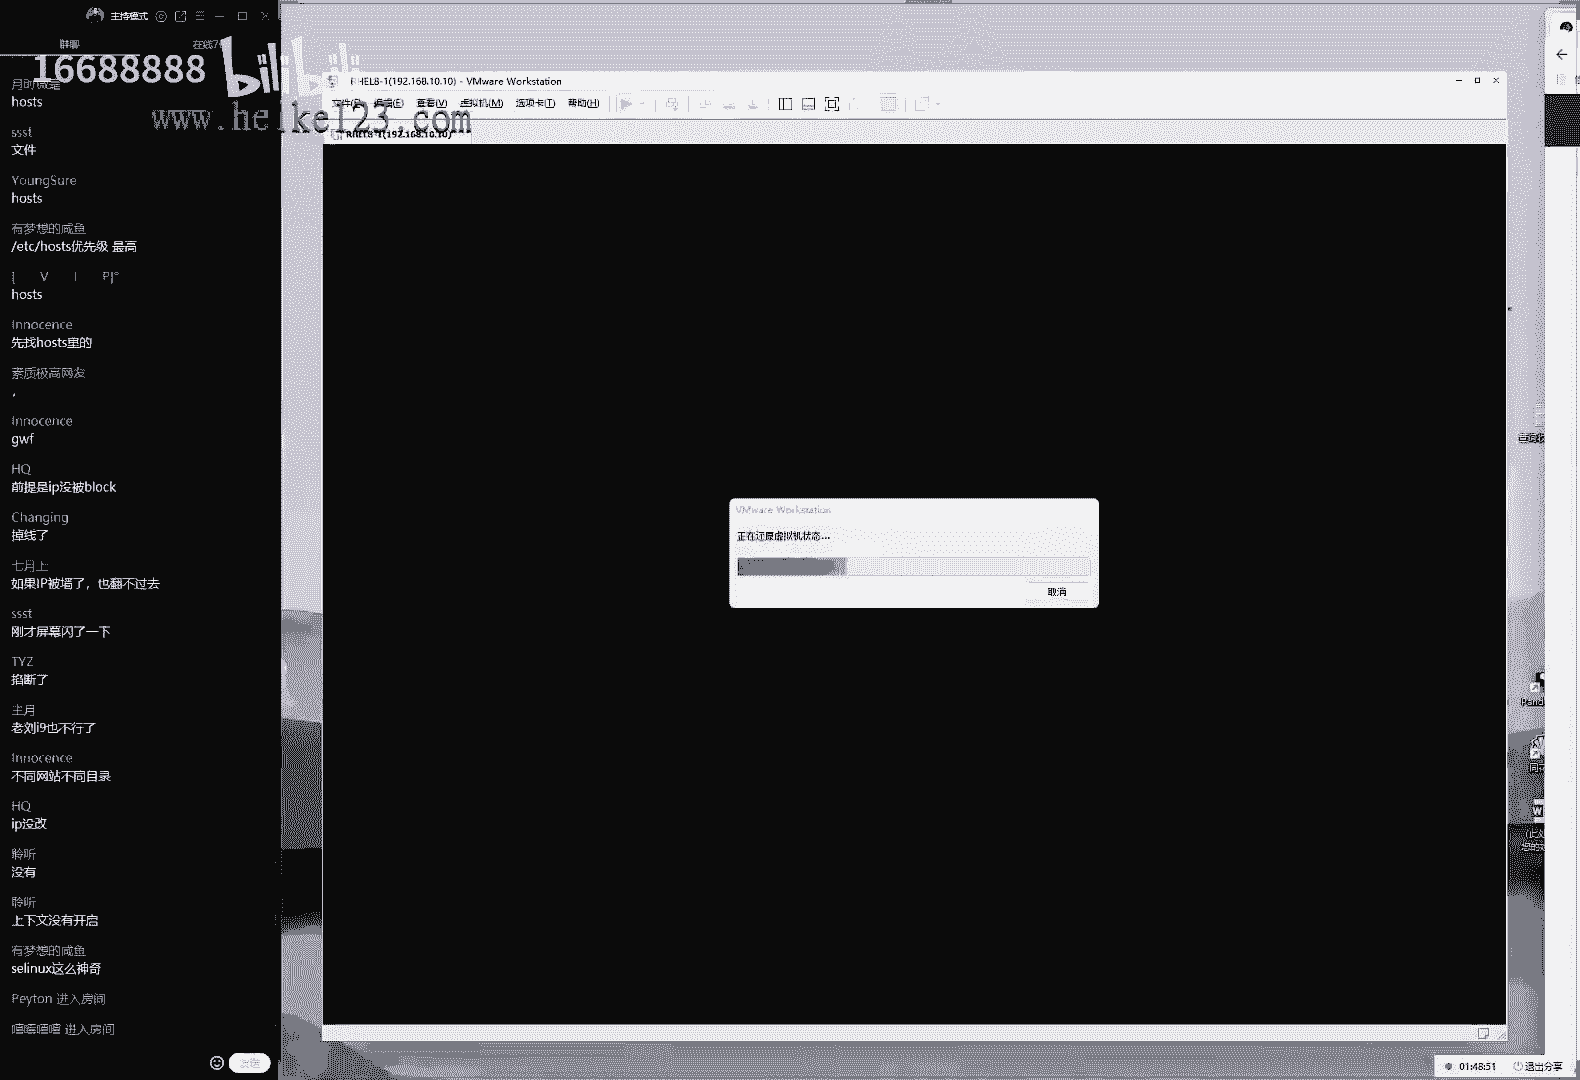 主持模式
群聊
16688888
bilibili
hosts
ssst
文件
YoungSure
hosts
有梦想的咸鱼
/etc/hosts优先级 最高
[ V I P]°
hosts
Innocence
先找hosts里的
素质极高网友
,
Innocence
gwf
HQ
前提是ip没被block
Changing
掉线了
七月上
如果IP被墙了，也翻不过去
ssst
刚才屏幕闪了一下
TYZ
掐断了
主月
老刘i9也不行了
Innocence
不同网站不同目录
HQ
ip没改
聆听
没有
聆听
上下文没有开启
有梦想的咸鱼
selinux这么神奇
Peyton 进入房间
嘻嘻嘻嘻 进入房间
发送
RHEL8-1(192.168.10.10) - VMware Workstation
文件(F) 编辑(E) 查看(V) 虚拟机(M) 选项卡(T) 帮助(H)
RHEL8-1(192.168.10.10)
VMware Workstation
正在还原虚拟机状态...
取消
01:48:51
退出分享